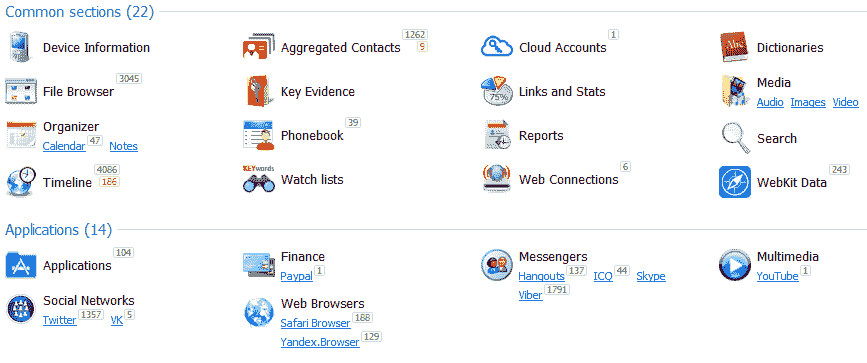 Common sections (22)
Device Information
Aggregated Contacts 1262 9
Cloud Accounts 1
Dictionaries
File Browser 3045
Key Evidence
Links and Stats 75%
Media
Audio Images Video
Organizer
Calendar 47 Notes
Phonebook 39
Reports
Search
Timeline 4086 186
KEYwords
Watch lists
Web Connections 6
WebKit Data 243
Applications (14)
Applications 104
Finance
Paypal 1
Messengers
Hangouts 137 ICQ 44 Skype
Viber 1791
Multimedia
YouTube 1
Social Networks
Twitter 1357 VK 5
Web Browsers
Safari Browser 188
Yandex.Browser 129